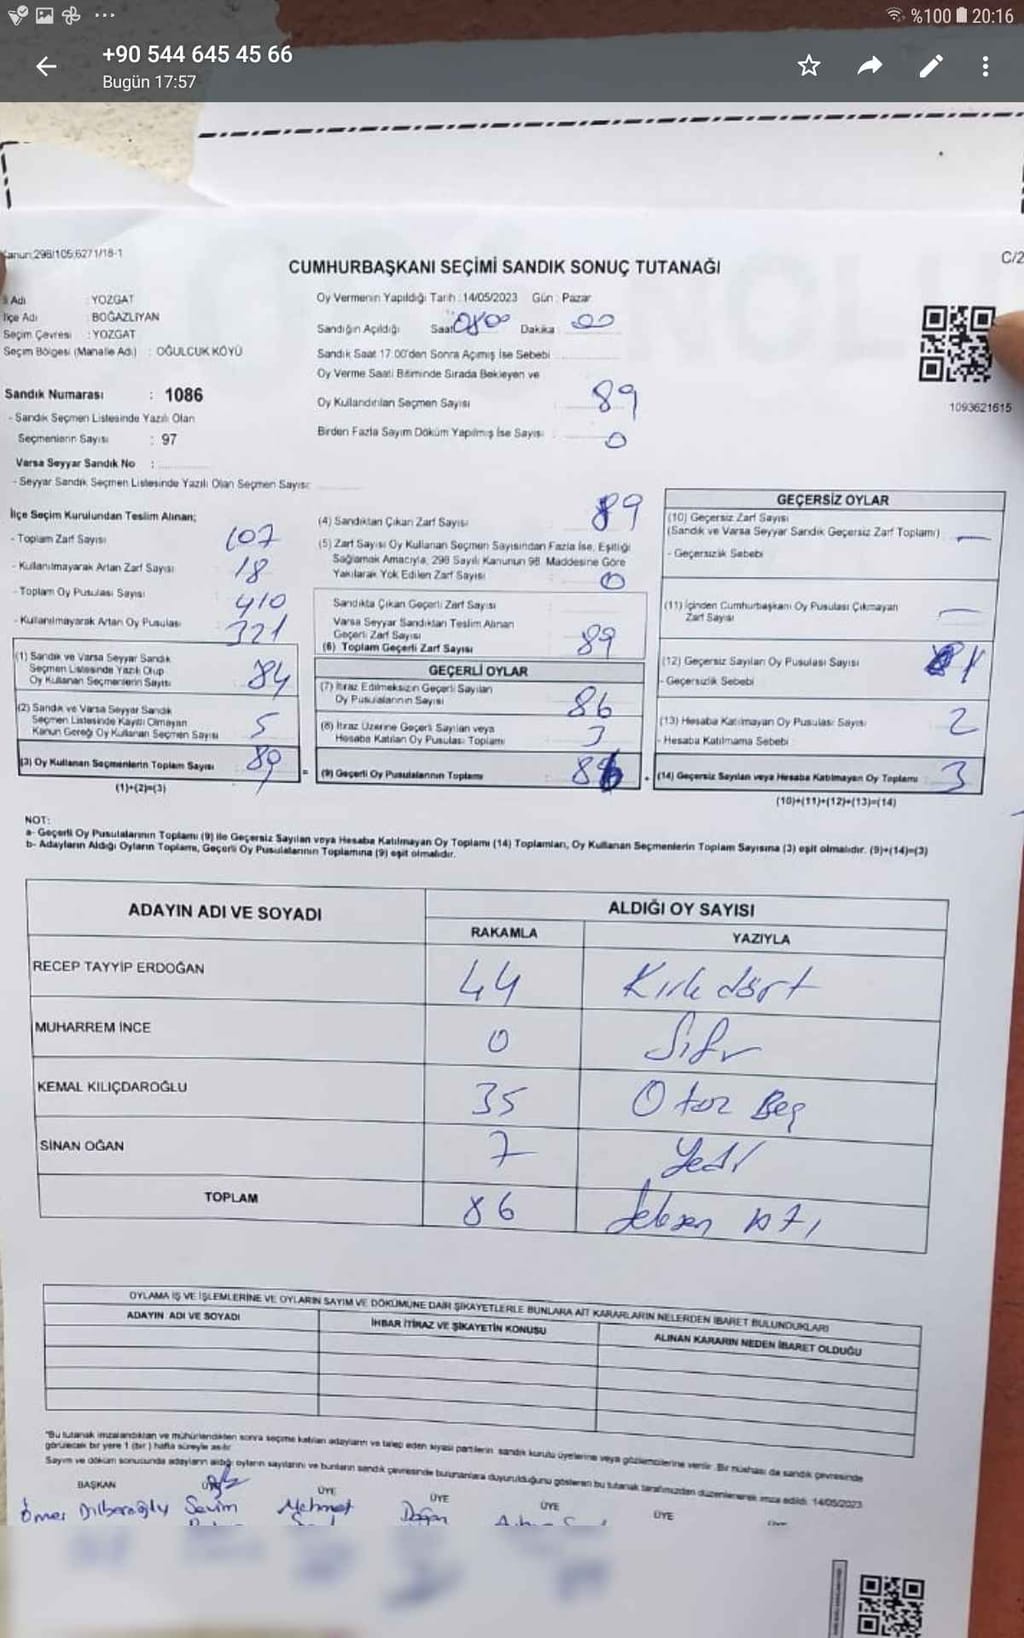 %100 20:16
+90 544 645 45 66
Bugün 17:57
Kanun:298/105;6271/18-1
C/2
CUMHURBAŞKANI SEÇİMİ SANDIK SONUÇ TUTANAĞI
İl Adı : YOZGAT
İlçe Adı : BOĞAZLIYAN
Seçim Çevresi : YOZGAT
Seçim Bölgesi (Mahalle Adı) : OĞULCUK KÖYÜ
Sandık Numarası : 1086
- Sandık Seçmen Listesinde Yazılı Olan
Seçmenlerin Sayısı : 97
Varsa Seyyar Sandık No :
- Seyyar Sandık Seçmen Listesinde Yazılı Olan Seçmen Sayısı:
Oy Vermenin Yapıldığı Tarih : 14/05/2023 Gün : Pazar
Sandığın Açıldığı Saat 0800 Dakika 00
Sandık Saat 17.00'den Sonra Açımış İse Sebebi
Oy Verme Saati Bitiminde Sırada Bekleyen ve
Oy Kullandırılan Seçmen Sayısı : 89
Birden Fazla Sayım Döküm Yapılmış İse Sayısı : 0
1093621615
İlçe Seçim Kurulundan Teslim Alınan;
- Toplam Zarf Sayısı 107
- Kullanılmayarak Artan Zarf Sayısı 18
- Toplam Oy Pusulası Sayısı 410
- Kullanılmayarak Artan Oy Pusulası 321
(1) Sandık ve Varsa Seyyar Sandık
Seçmen Listesinde Yazılı Olup
Oy Kullanan Seçmenlerin Sayısı 84
(2) Sandık ve Varsa Seyyar Sandık
Seçmen Listesinde Kayıtlı Olmayan
Kanun Gereği Oy Kullanan Seçmen Sayısı 5
(3) Oy Kullanan Seçmenlerin Toplam Sayısı 89
(1)+(2)=(3)
(4) Sandıktan Çıkan Zarf Sayısı 89
(5) Zarf Sayısı Oy Kullanan Seçmen Sayısından Fazla İse, Eşitliği
Sağlamak Amacıyla, 298 Sayılı Kanunun 98. Maddesine Göre
Yakılarak Yok Edilen Zarf Sayısı 0
Sandıkta Çıkan Geçerli Zarf Sayısı
Varsa Seyyar Sandıktan Teslim Alınan
Geçerli Zarf Sayısı
(6) Toplam Geçerli Zarf Sayısı 89
GEÇERLİ OYLAR
(7) İtiraz Edilmeksizin Geçerli Sayılan
Oy Pusulalarının Sayısı 86
(8) İtiraz Üzerine Geçerli Sayılan veya
Hesaba Katılan Oy Pusulası Toplamı 3
(9) Geçerli Oy Pusulalarının Toplamı 86
GEÇERSİZ OYLAR
(10) Geçersiz Zarf Sayısı
(Sandık ve Varsa Seyyar Sandık Geçersiz Zarf Toplamı) —
- Geçersizlik Sebebi
(11) İçinden Cumhurbaşkanı Oy Pusulası Çıkmayan
Zarf Sayısı —
(12) Geçersiz Sayılan Oy Pusulası Sayısı
- Geçersizlik Sebebi
(13) Hesaba Katılmayan Oy Pusulası Sayısı 2
- Hesaba Katılmama Sebebi
(14) Geçersiz Sayılan veya Hesaba Katılmayan Oy Toplamı 3
(10)+(11)+(12)+(13)=(14)
NOT:
a- Geçerli Oy Pusulalarının Toplamı (9) ile Geçersiz Sayılan veya Hesaba Katılmayan Oy Toplamı (14) Toplamları, Oy Kullanan Seçmenlerin Toplam Sayısına (3) eşit olmalıdır. (9)+(14)=(3)
b- Adayların Aldığı Oyların Toplamı, Geçerli Oy Pusulalarının Toplamına (9) eşit olmalıdır.
ADAYIN ADI VE SOYADI
ALDIĞI OY SAYISI
RAKAMLA YAZIYLA
RECEP TAYYİP ERDOĞAN 44 Kırkdört
MUHARREM İNCE 0 Sıfır
KEMAL KILIÇDAROĞLU 35 Otuz Beş
SİNAN OĞAN 7 Yedi
TOPLAM 86 Seksen Altı
OYLAMA İŞ VE İŞLEMLERİNE VE OYLARIN SAYIM VE DÖKÜMÜNE DAİR ŞİKAYETLERLE BUNLARA AİT KARARLARIN NELERDEN İBARET BULUNDUKLARI
ADAYIN ADI VE SOYADI İHBAR İTİRAZ VE ŞİKAYETİN KONUSU ALINAN KARARIN NEDEN İBARET OLDUĞU
"Bu tutanak imzalandıktan ve mühürlendikten sonra seçime katılan adayların ve talep eden siyasi partilerin sandık kurulu üyelerine veya gözlemcilerine verilir. Bir nüshası da sandık çevresinde
görülecek bir yere 1 (bir) hafta süreyle asılır.
Sayım ve döküm sonucunda adayların aldığı oyların sayılarını ve bunların sandık çevresinde bulunanlara duyurulduğunu gösteren bu tutanak tarafımızdan düzenlenerek imza edildi. 14/05/2023
BAŞKAN ÜYE ÜYE ÜYE ÜYE ÜYE
Ömer Dilberoğlu Sevim Mehmet Doğan